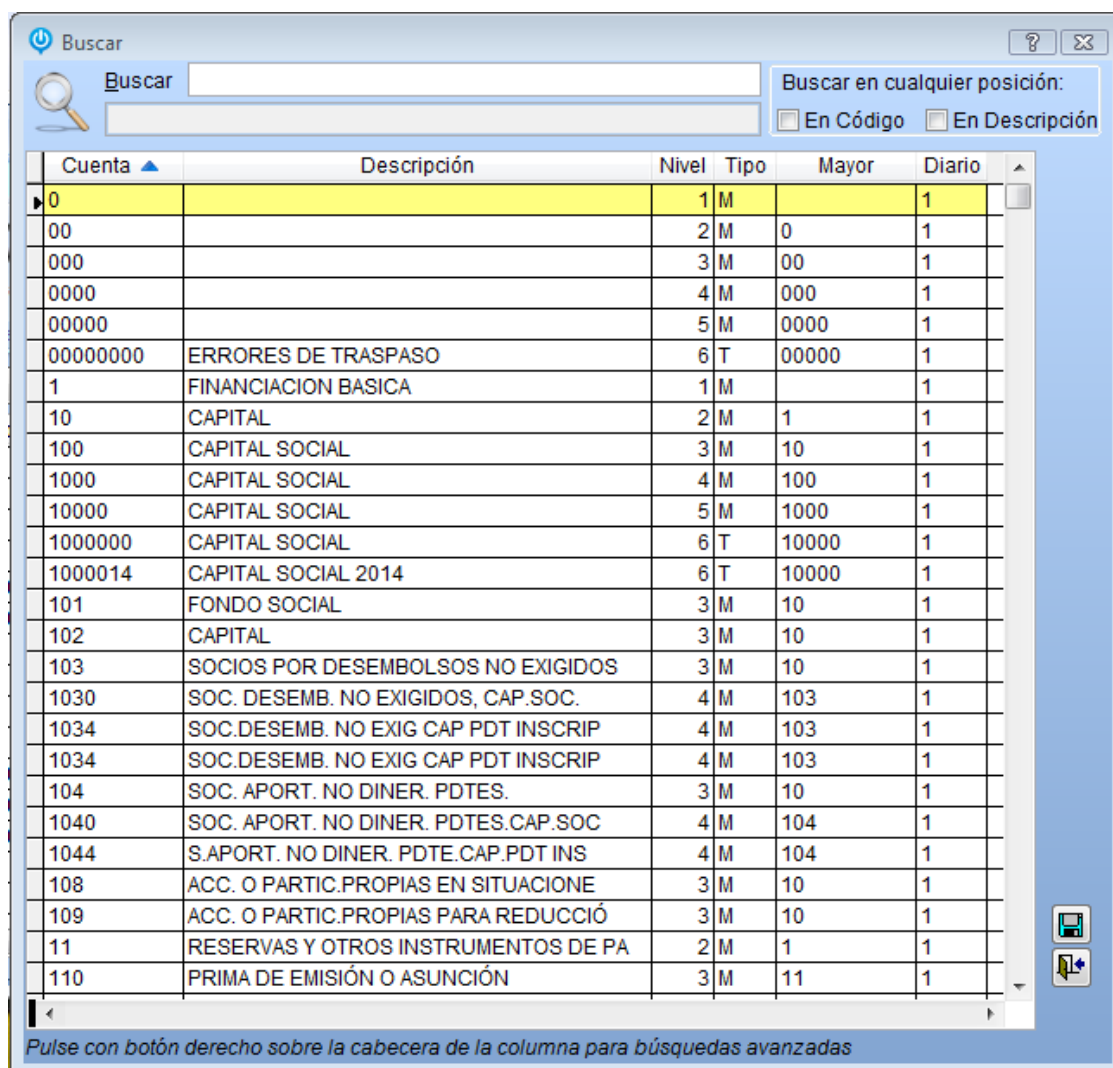 Buscar
Buscar
Buscar en cualquier posición:
En Código En Descripción
Cuenta Descripción Nivel Tipo Mayor Diario
0 1 M 1
00 2 M 0 1
000 3 M 00 1
0000 4 M 000 1
00000 5 M 0000 1
00000000 ERRORES DE TRASPASO 6 T 00000 1
1 FINANCIACION BASICA 1 M 1
10 CAPITAL 2 M 1 1
100 CAPITAL SOCIAL 3 M 10 1
1000 CAPITAL SOCIAL 4 M 100 1
10000 CAPITAL SOCIAL 5 M 1000 1
1000000 CAPITAL SOCIAL 6 T 10000 1
1000014 CAPITAL SOCIAL 2014 6 T 10000 1
101 FONDO SOCIAL 3 M 10 1
102 CAPITAL 3 M 10 1
103 SOCIOS POR DESEMBOLSOS NO EXIGIDOS 3 M 10 1
1030 SOC. DESEMB. NO EXIGIDOS, CAP.SOC. 4 M 103 1
1034 SOC.DESEMB. NO EXIG CAP PDT INSCRIP 4 M 103 1
1034 SOC.DESEMB. NO EXIG CAP PDT INSCRIP 4 M 103 1
104 SOC. APORT. NO DINER. PDTES. 3 M 10 1
1040 SOC. APORT. NO DINER. PDTES.CAP.SOC 4 M 104 1
1044 S.APORT. NO DINER. PDTE.CAP.PDT INS 4 M 104 1
108 ACC. O PARTIC.PROPIAS EN SITUACIONE 3 M 10 1
109 ACC. O PARTIC.PROPIAS PARA REDUCCIÓ 3 M 10 1
11 RESERVAS Y OTROS INSTRUMENTOS DE PA 2 M 1 1
110 PRIMA DE EMISIÓN O ASUNCIÓN 3 M 11 1
Pulse con botón derecho sobre la cabecera de la columna para búsquedas avanzadas